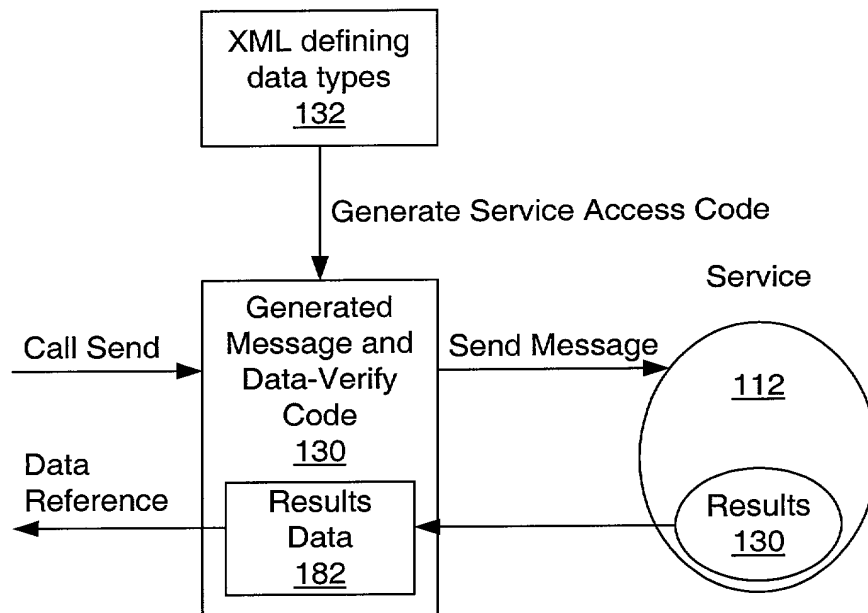 XML defining
data types
132
Generate Service Access Code
Service
Generated
Message and
Data-Verify
Code
130
Call Send
Send Message
112
Data
Reference
Results
Data
182
Results
130